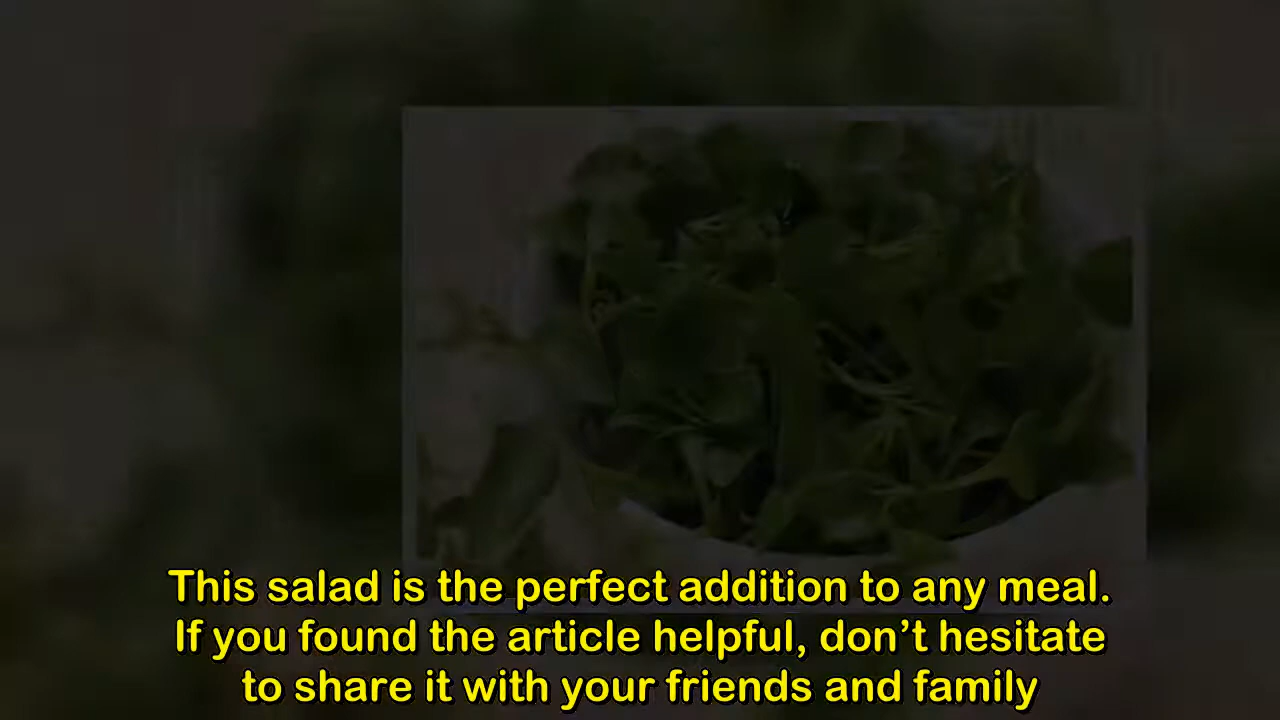 This salad is the perfect addition to any meal.
If you found the article helpful, don’t hesitate
to share it with your friends and family